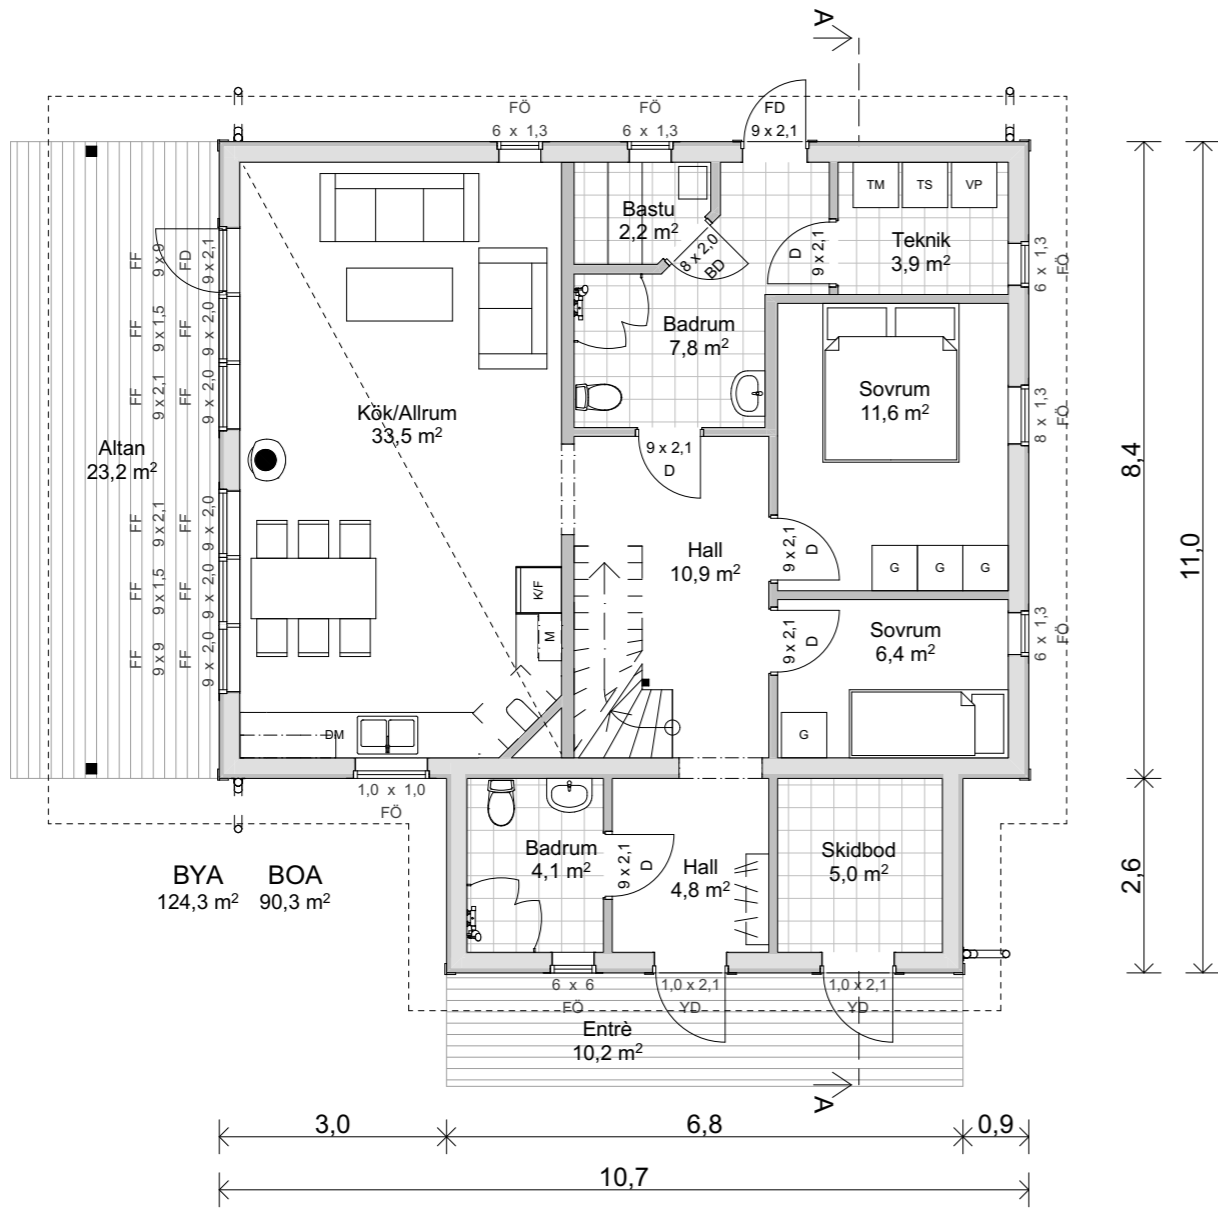 A
FÖ
6 x 1,3
FÖ
6 x 1,3
FD
9 x 2,1
TM
TS
VP
Bastu
2,2 m²
8 x 2,0
BD
D
9 x 2,1
Teknik
3,9 m²
6 x 1,3
FÖ
FF
9 x 9
FD
9 x 2,1
FF
9 x 1,5
FF
9 x 2,0
FF
9 x 2,1
FF
9 x 2,0
Badrum
7,8 m²
Sovrum
11,6 m²
8 x 1,3
FÖ
Kök/Allrum
33,5 m²
Altan
23,2 m²
9 x 2,1
D
8,4
11,0
FF
9 x 2,1
FF
9 x 2,0
FF
9 x 1,5
FF
9 x 2,0
FF
9 x 9
FF
9 x 2,0
Hall
10,9 m²
9 x 2,1
D
G
G
G
K/F
M
9 x 2,1
D
Sovrum
6,4 m²
6 x 1,3
FÖ
G
DM
1,0 x 1,0
FÖ
BYA
124,3 m²
BOA
90,3 m²
Badrum
4,1 m²
9 x 2,1
D
Hall
4,8 m²
Skidbod
5,0 m²
2,6
6 x 6
FÖ
1,0 x 2,1
YD
1,0 x 2,1
YD
Entrè
10,2 m²
A
3,0
6,8
0,9
10,7